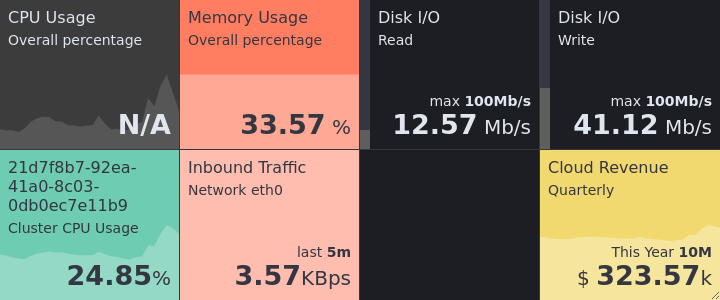 CPU Usage
Overall percentage
N/A
Memory Usage
Overall percentage
33.57 %
Disk I/O
Read
max 100Mb/s
12.57 Mb/s
Disk I/O
Write
max 100Mb/s
41.12 Mb/s
21d7f8b7-92ea-
41a0-8c03-
0db0ec7e11b9
Cluster CPU Usage
24.85%
Inbound Traffic
Network eth0
last 5m
3.57KBps
Cloud Revenue
Quarterly
This Year 10M
$ 323.57k